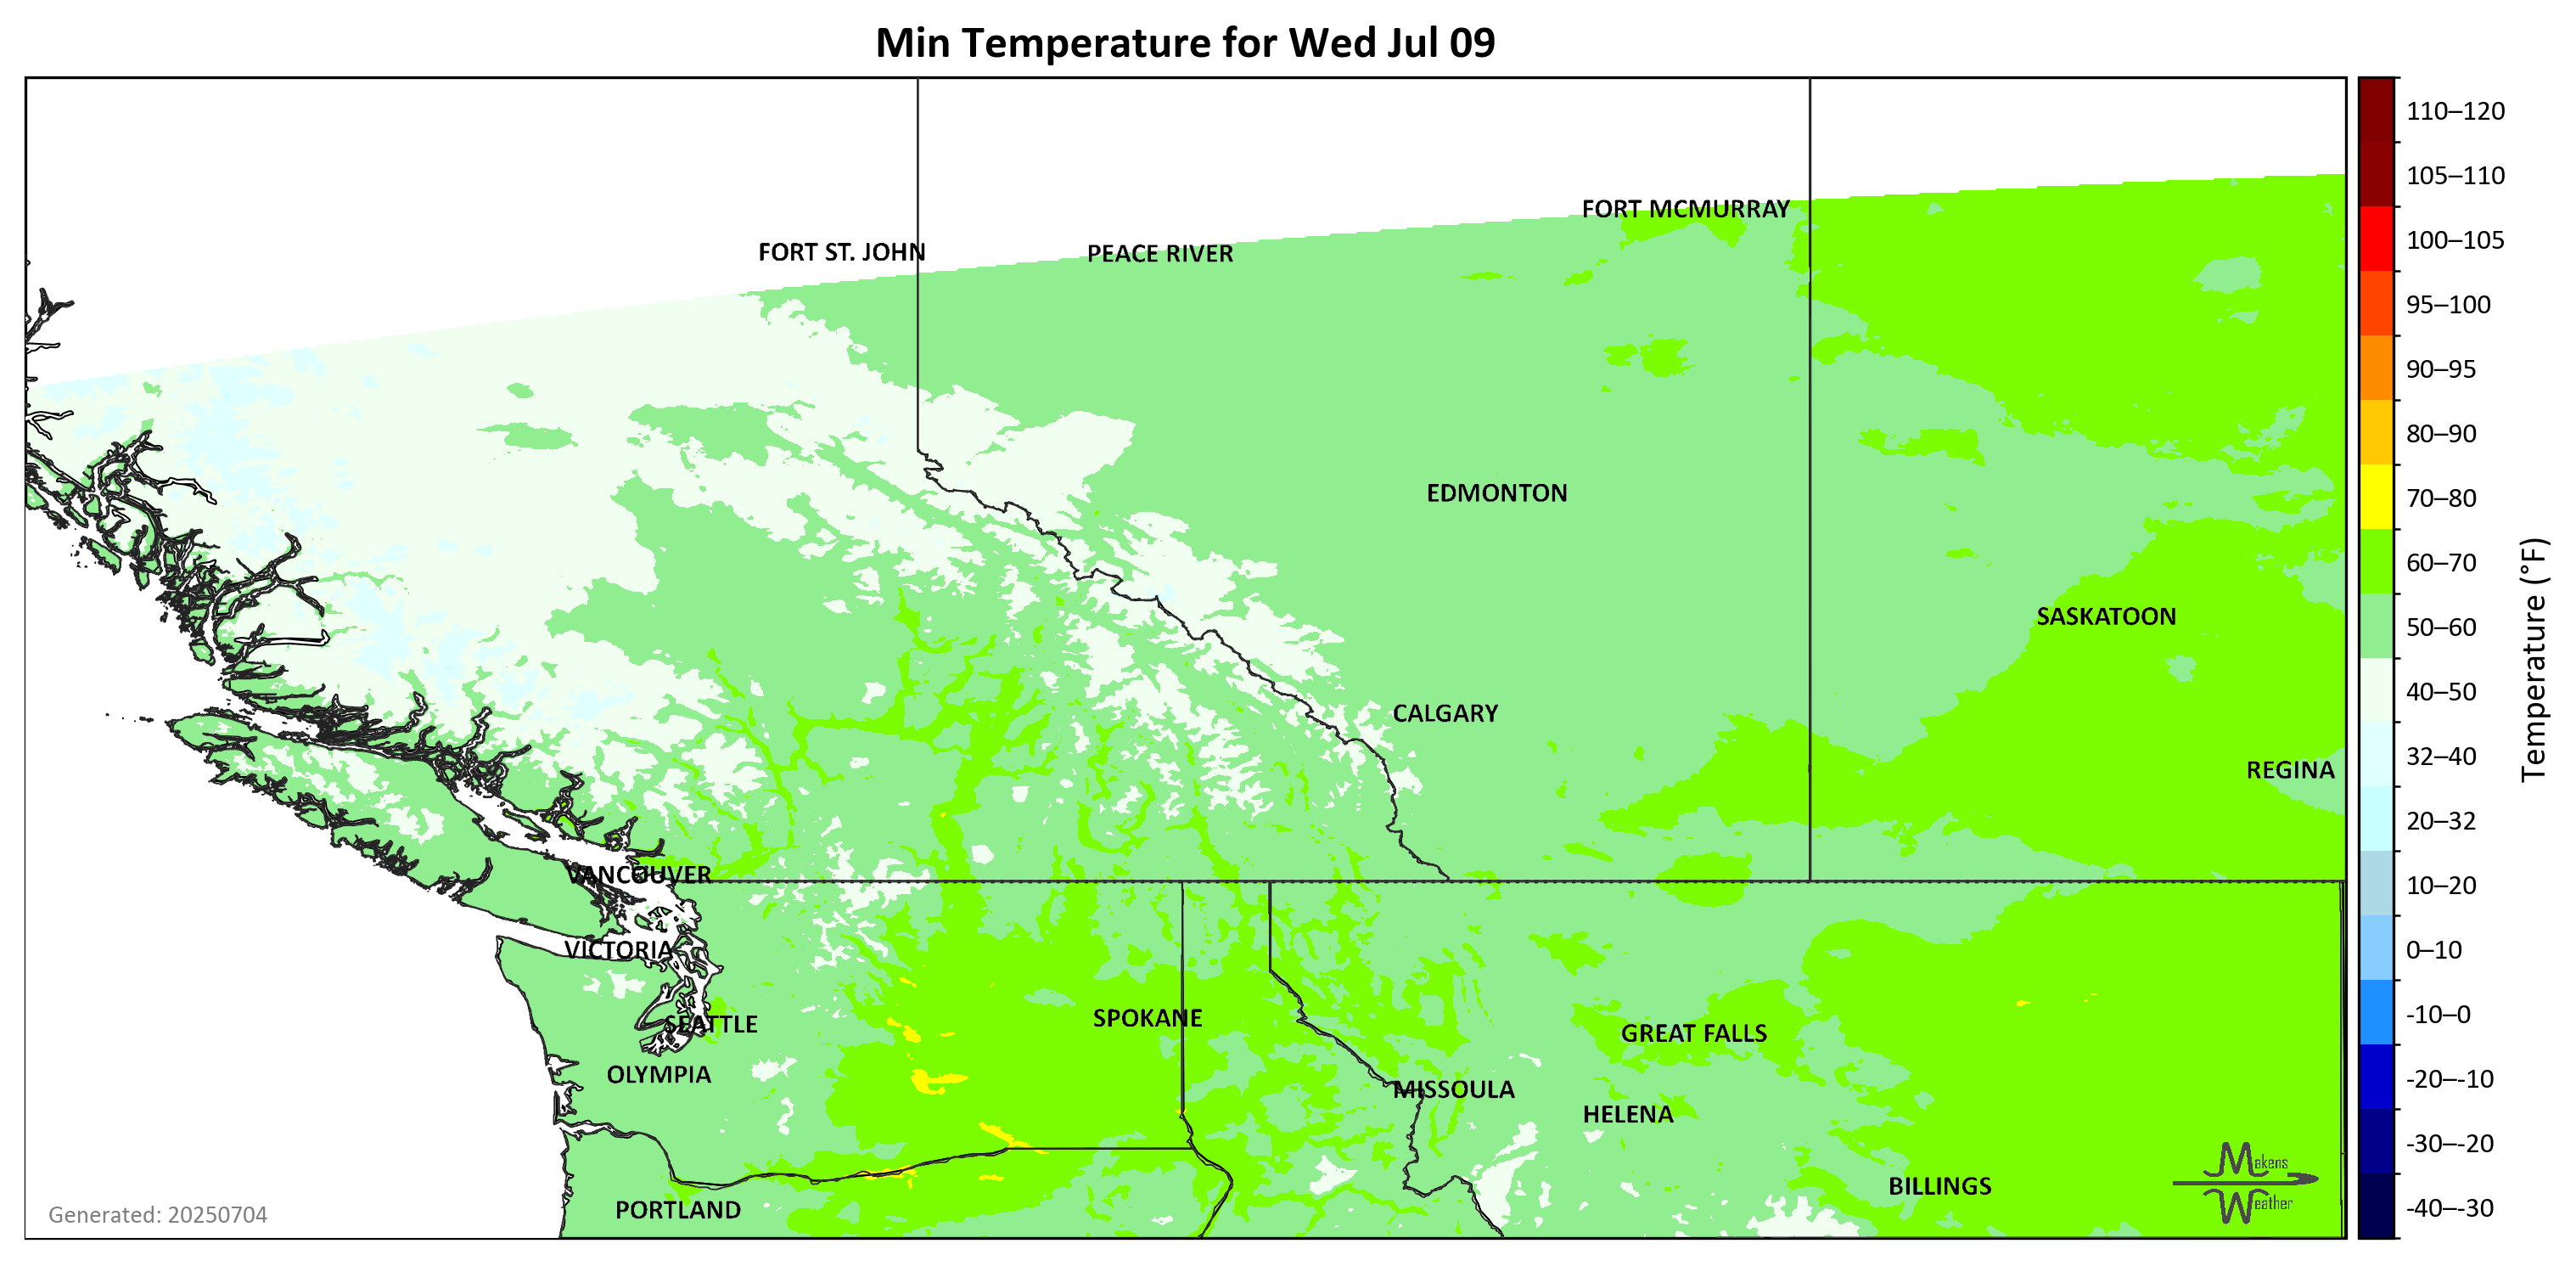 Min Temperature for Wed Jul 09
110–120
105–110
100–105
95–100
90–95
80–90
70–80
60–70
50–60
40–50
32–40
20–32
10–20
0–10
-10–0
-20–-10
-30–-20
-40–-30
Temperature (°F)
FORT MCMURRAY
FORT ST. JOHN
PEACE RIVER
EDMONTON
SASKATOON
CALGARY
REGINA
VANCOUVER
VICTORIA
SPOKANE
SEATTLE
GREAT FALLS
OLYMPIA
MISSOULA
HELENA
BILLINGS
PORTLAND
Makens
Weather
Generated: 20250704